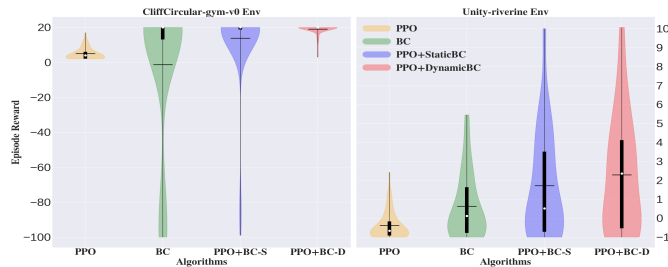 CliffCircular-gym-v0 Env
Unity-riverine Env
Episode Reward
20
0
−20
−40
−60
−80
−100
PPO
BC
PPO+BC-S
PPO+BC-D
Algorithms
PPO
BC
PPO+StaticBC
PPO+DynamicBC
10
9
8
7
6
5
4
3
2
1
0
−1
PPO
BC
PPO+BC-S
PPO+BC-D
Algorithms